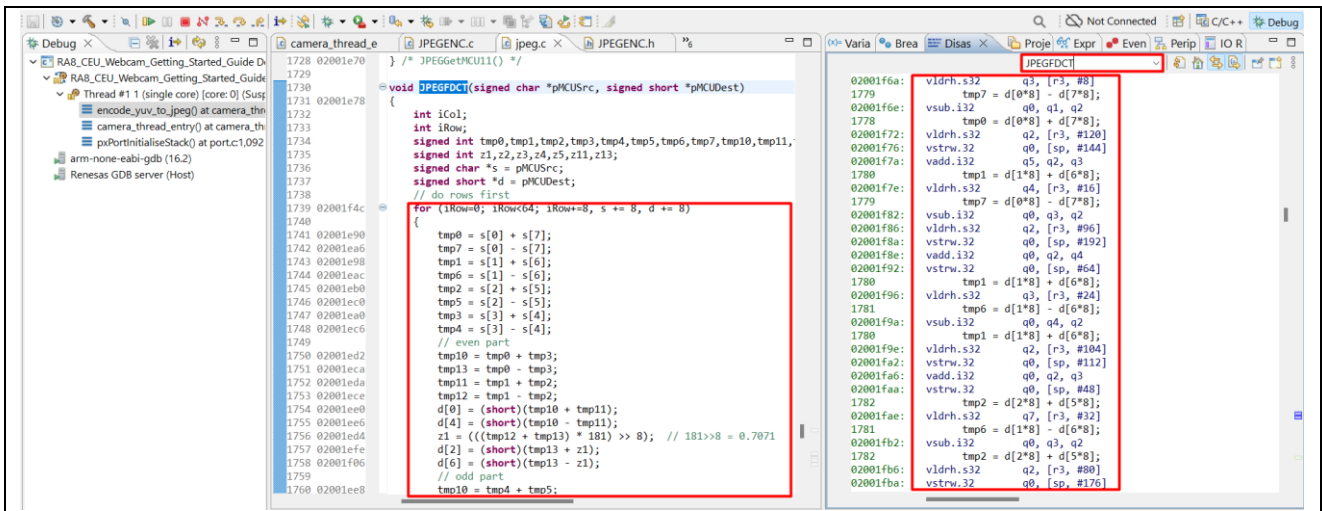 Not Connected
C/C++
Debug
Debug
RA8_CEU_Webcam_Getting_Started_Guide D
RA8_CEU_Webcam_Getting_Started_Guide
Thread #1 1 (single core) [core: 0] (Susp
encode_yuv_to_jpeg() at camera_thr
camera_thread_entry() at camera_th
pxPortInitialiseStack() at port.c:1,092
arm-none-eabi-gdb (16.2)
Renesas GDB server (Host)
camera_thread_e
JPEGENC.c
jpeg.c
JPEGENC.h
»6
1728 02001e70 } /* JPEGGetMCU11() */
1729
1730 void JPEGFDCT(signed char *pMCUSrc, signed short *pMCUDest)
1731 02001e78 {
1732 int iCol;
1733 int iRow;
1734 signed int tmp0,tmp1,tmp2,tmp3,tmp4,tmp5,tmp6,tmp7,tmp10,tmp11,
1735 signed int z1,z2,z3,z4,z5,z11,z13;
1736 signed char *s = pMCUSrc;
1737 signed short *d = pMCUDest;
1738 // do rows first
1739 02001f4c for (iRow=0; iRow<64; iRow+=8, s += 8, d += 8)
1740 {
1741 02001e90 tmp0 = s[0] + s[7];
1742 02001ea6 tmp7 = s[0] - s[7];
1743 02001e98 tmp1 = s[1] + s[6];
1744 02001eac tmp6 = s[1] - s[6];
1745 02001eb0 tmp2 = s[2] + s[5];
1746 02001ec0 tmp5 = s[2] - s[5];
1747 02001ea0 tmp3 = s[3] + s[4];
1748 02001ec6 tmp4 = s[3] - s[4];
1749 // even part
1750 02001ed2 tmp10 = tmp0 + tmp3;
1751 02001eca tmp13 = tmp0 - tmp3;
1752 02001eda tmp11 = tmp1 + tmp2;
1753 02001ece tmp12 = tmp1 - tmp2;
1754 02001ee0 d[0] = (short)(tmp10 + tmp11);
1755 02001ee6 d[4] = (short)(tmp10 - tmp11);
1756 02001ed4 z1 = (((tmp12 + tmp13) * 181) >> 8); // 181>>8 = 0.7071
1757 02001efe d[2] = (short)(tmp13 + z1);
1758 02001f06 d[6] = (short)(tmp13 - z1);
1759 // odd part
1760 02001ee8 tmp10 = tmp4 + tmp5;
Varia
Brea
Disas
Proje
Expr
Even
Perip
IO R
JPEGFDCT
02001f6a: vldrh.s32 q3, [r3, #8]
1779 tmp7 = d[0*8] - d[7*8];
02001f6e: vsub.i32 q0, q1, q2
1778 tmp0 = d[0*8] + d[7*8];
02001f72: vldrh.s32 q2, [r3, #120]
02001f76: vstrw.32 q0, [sp, #144]
02001f7a: vadd.i32 q5, q2, q3
1780 tmp1 = d[1*8] + d[6*8];
02001f7e: vldrh.s32 q4, [r3, #16]
1779 tmp7 = d[0*8] - d[7*8];
02001f82: vsub.i32 q0, q3, q2
02001f86: vldrh.s32 q2, [r3, #96]
02001f8a: vstrw.32 q0, [sp, #192]
02001f8e: vadd.i32 q0, q2, q4
02001f92: vstrw.32 q0, [sp, #64]
1780 tmp1 = d[1*8] + d[6*8];
02001f96: vldrh.s32 q3, [r3, #24]
1781 tmp6 = d[1*8] - d[6*8];
02001f9a: vsub.i32 q0, q4, q2
1780 tmp1 = d[1*8] + d[6*8];
02001f9e: vldrh.s32 q2, [r3, #104]
02001fa2: vstrw.32 q0, [sp, #112]
02001fa6: vadd.i32 q0, q2, q3
02001faa: vstrw.32 q0, [sp, #48]
1782 tmp2 = d[2*8] + d[5*8];
02001fae: vldrh.s32 q7, [r3, #32]
1781 tmp6 = d[1*8] - d[6*8];
02001fb2: vsub.i32 q0, q3, q2
1782 tmp2 = d[2*8] + d[5*8];
02001fb6: vldrh.s32 q2, [r3, #80]
02001fba: vstrw.32 q0, [sp, #176]